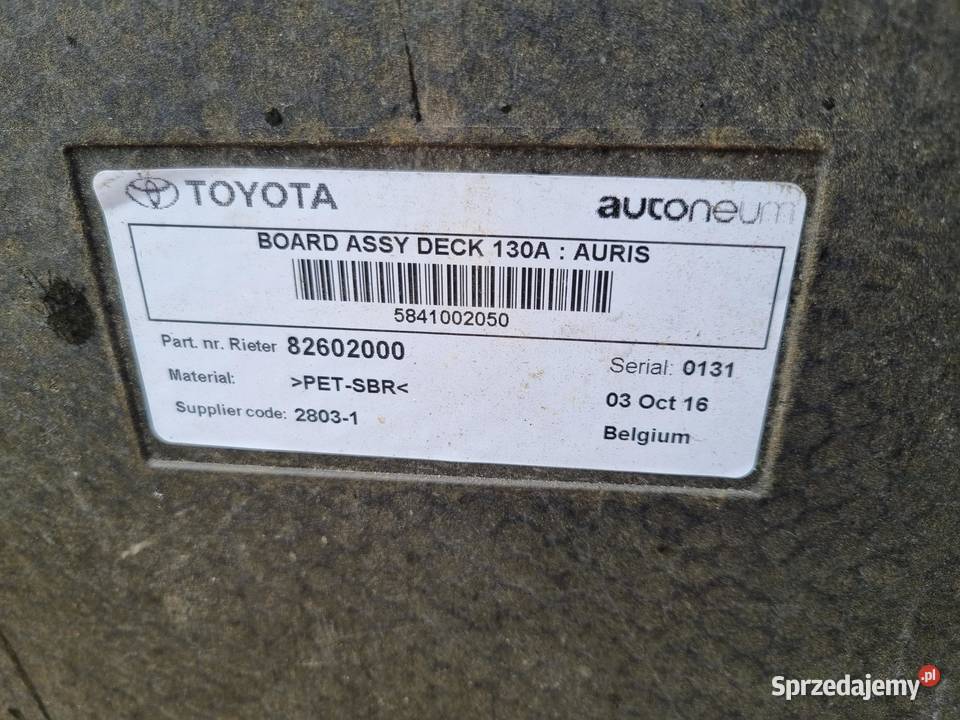 TOYOTA autoneum
BOARD ASSY DECK 130A : AURIS
5841002050
Part. nr. Rieter 82602000
Serial: 0131
Material: >PET-SBR<
03 Oct 16
Supplier code: 2803-1
Belgium
Sprzedajemy.pl